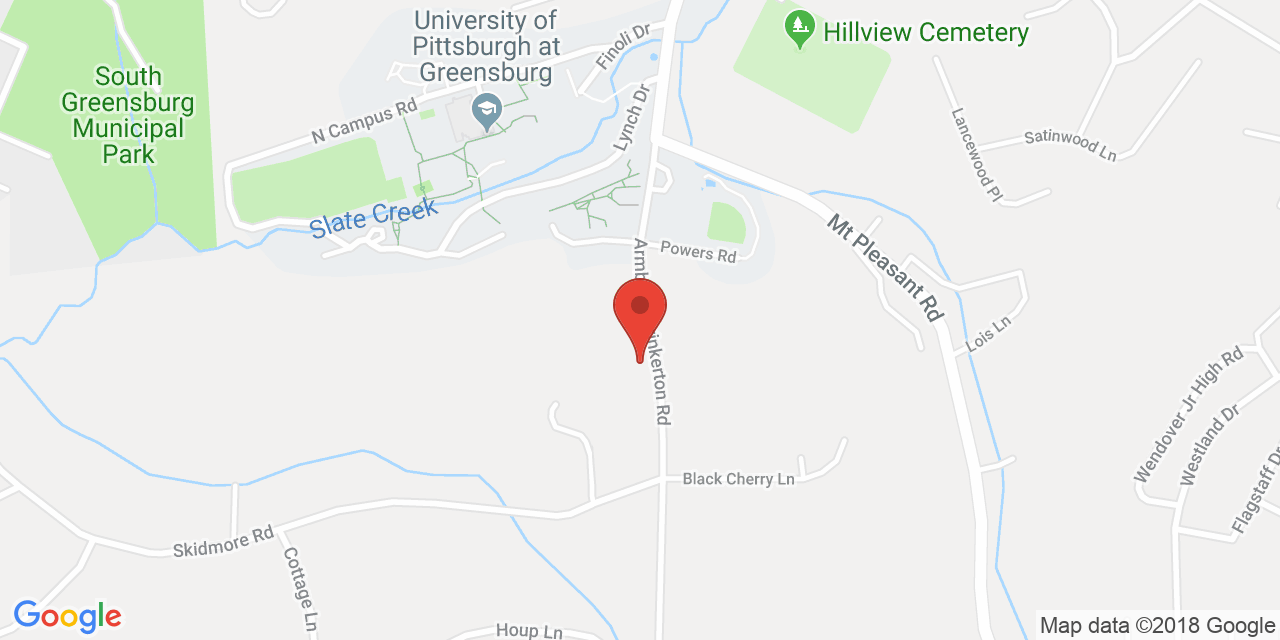 University of
Pittsburgh at
Greensburg
Finoli Dr
Hillview Cemetery
South
Greensburg
Municipal
Park
N Campus Rd
Lynch Dr
Lancewood Pl
Satinwood Ln
Slate Creek
Powers Rd
Mt Pleasant Rd
Lois Ln
Rd
Wendover Jr High Rd
Westland Dr
Flagstaff Dr
Black Cherry Ln
Skidmore Rd
Cottage Ln
Houp Ln
Google
Map data ©2018 Google